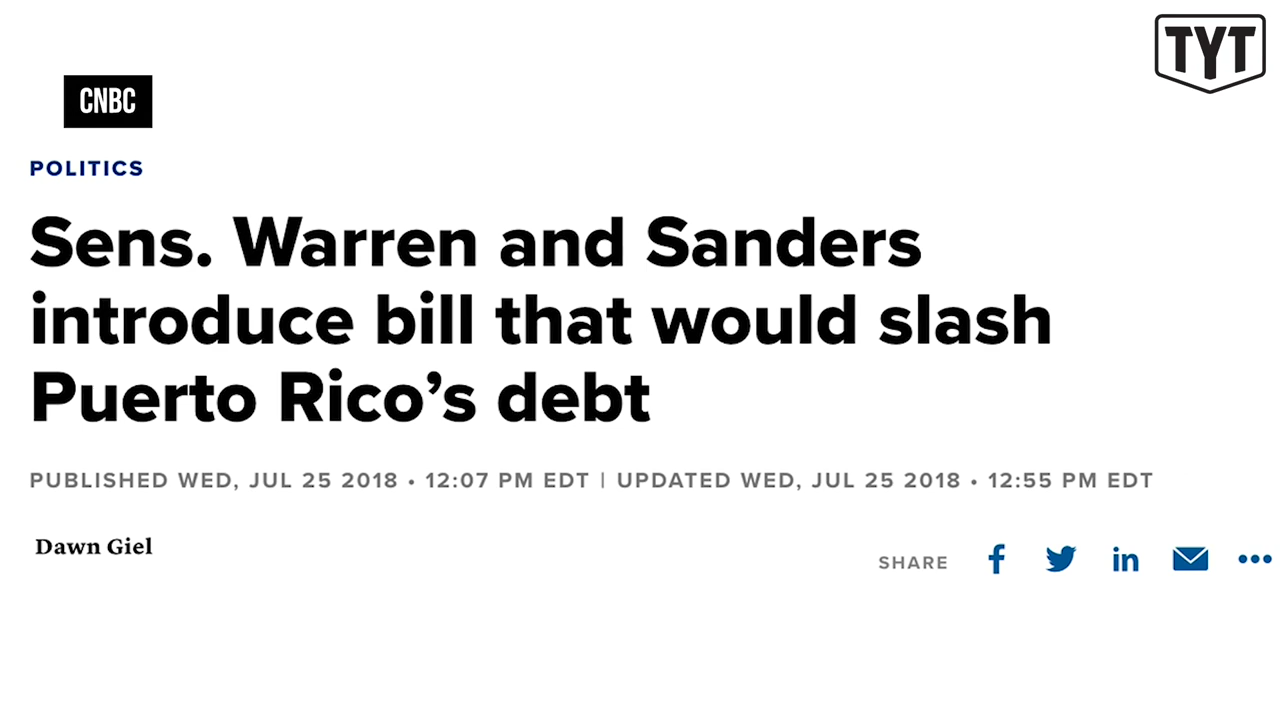 TYT
CNBC
POLITICS
Sens. Warren and Sanders
introduce bill that would slash
Puerto Rico’s debt
PUBLISHED WED, JUL 25 2018 • 12:07 PM EDT | UPDATED WED, JUL 25 2018 • 12:55 PM EDT
Dawn Giel
SHARE